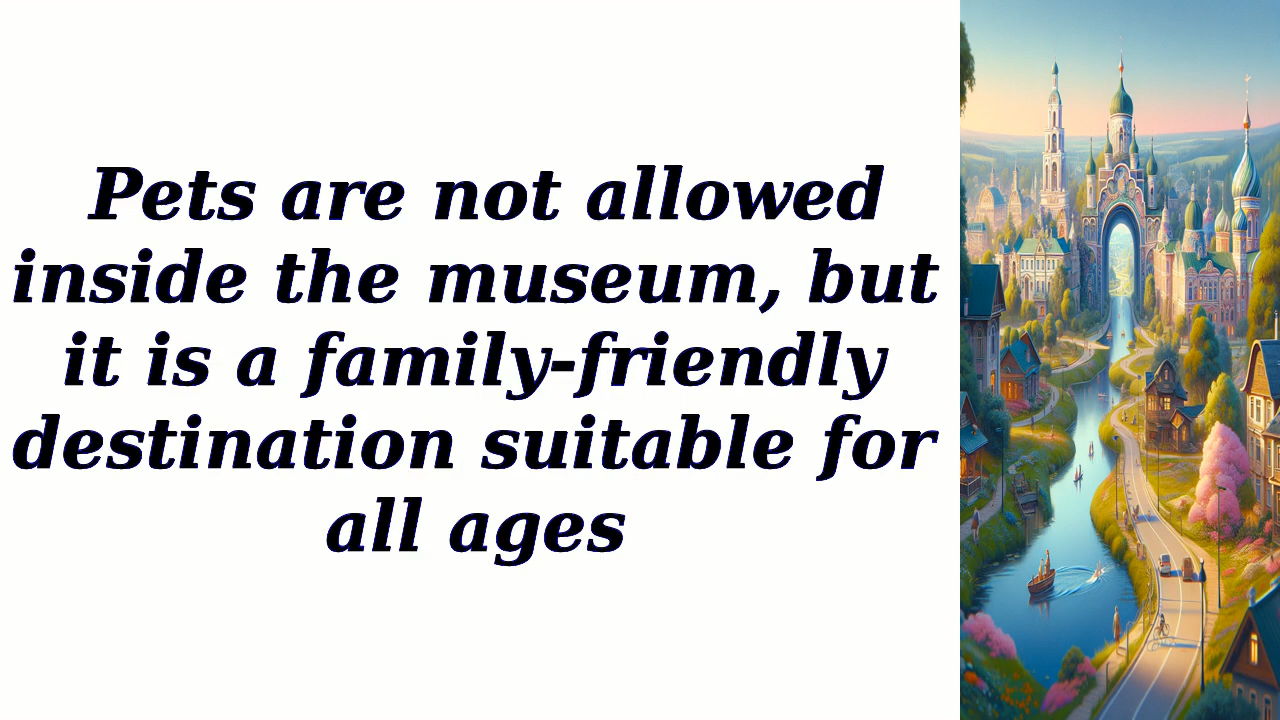 Pets are not allowed
inside the museum, but
it is a family-friendly
destination suitable for
all ages